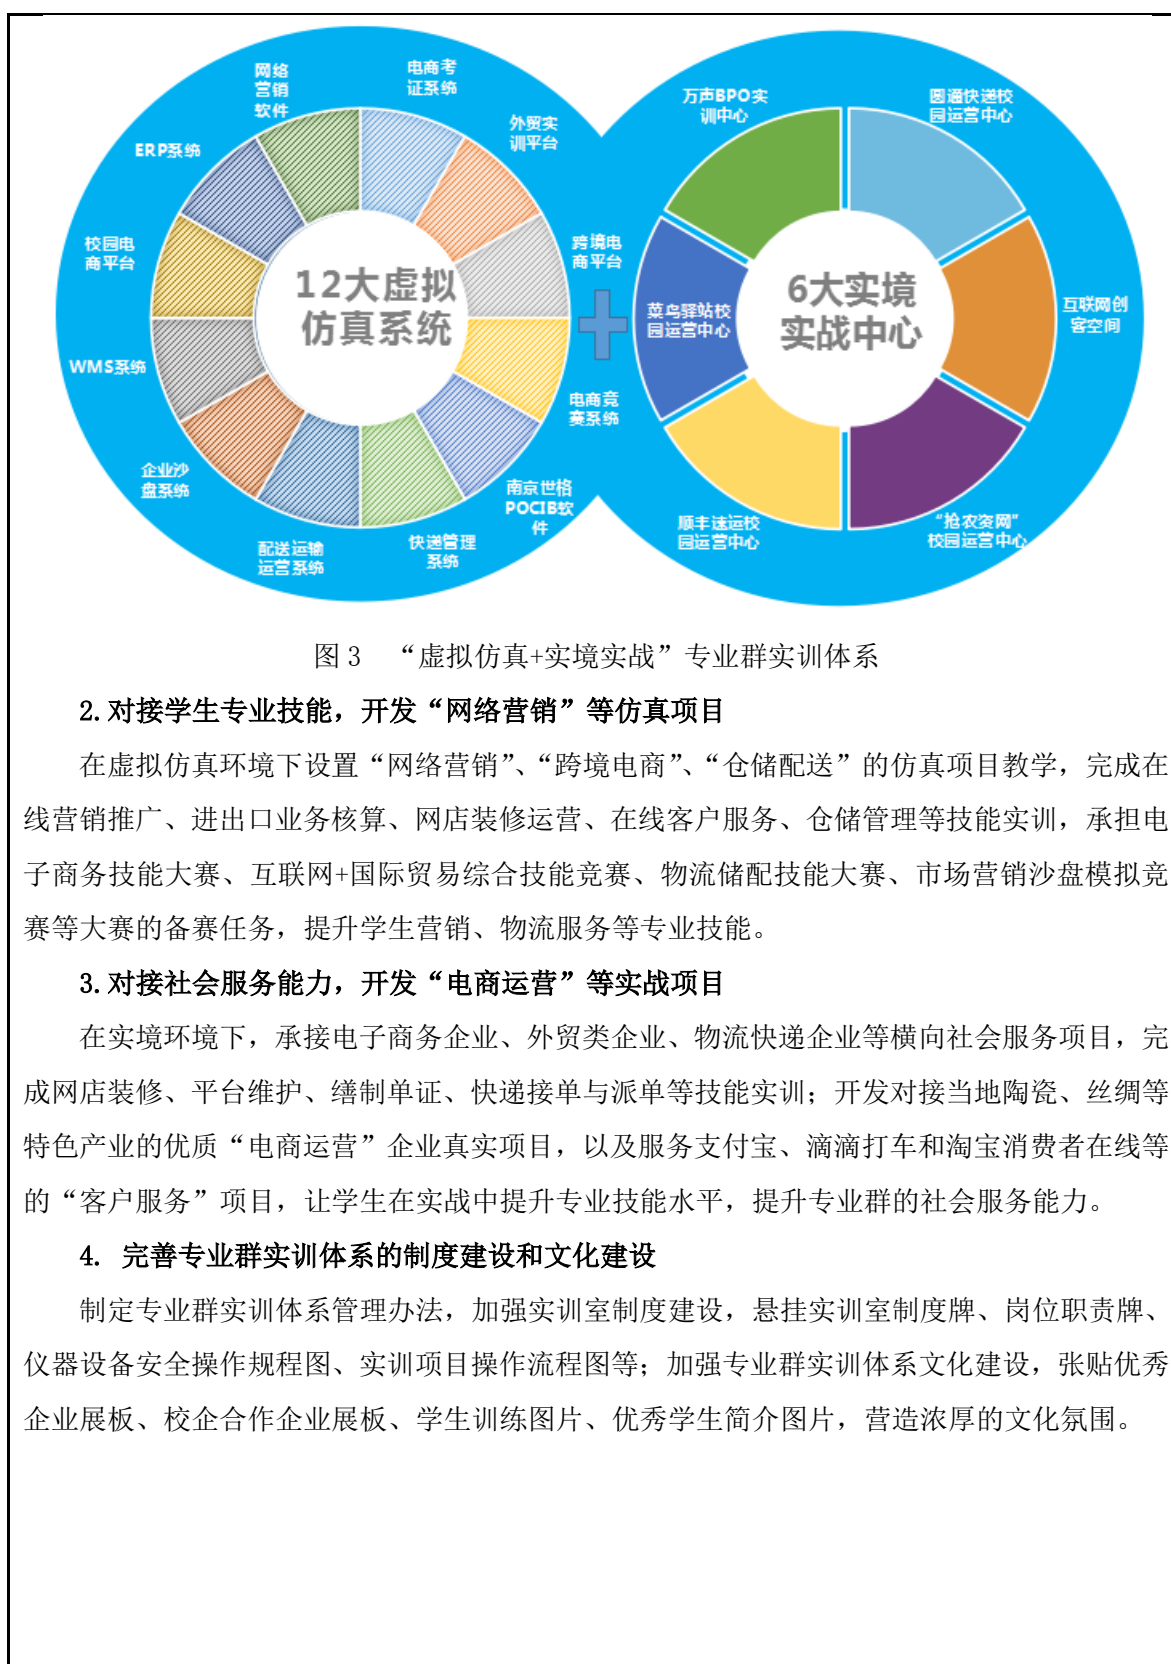 网络
营销
软件
电商考
证系统
外贸实
训平台
ERP系统
校园电
商平台
跨境电
商平台
12大虚拟
仿真系统
WMS系统
电商竞
赛系统
企业沙
盘系统
南京世格
POCIB软
件
配送运输
运营系统
快递管理
系统
万声BPO实
训中心
圆通快递校
园运营中心
菜鸟驿站校
园运营中心
6大实境
实战中心
互联网创
客空间
顺丰速运校
园运营中心
“抢农资网”
校园运营中心
图3 “虚拟仿真+实境实战”专业群实训体系
2.对接学生专业技能，开发“网络营销”等仿真项目
在虚拟仿真环境下设置“网络营销”、“跨境电商”、“仓储配送”的仿真项目教学，完成在
线营销推广、进出口业务核算、网店装修运营、在线客户服务、仓储管理等技能实训，承担电
子商务技能大赛、互联网+国际贸易综合技能竞赛、物流储配技能大赛、市场营销沙盘模拟竞
赛等大赛的备赛任务，提升学生营销、物流服务等专业技能。
3.对接社会服务能力，开发“电商运营”等实战项目
在实境环境下，承接电子商务企业、外贸类企业、物流快递企业等横向社会服务项目，完
成网店装修、平台维护、缮制单证、快递接单与派单等技能实训；开发对接当地陶瓷、丝绸等
特色产业的优质“电商运营”企业真实项目，以及服务支付宝、滴滴打车和淘宝消费者在线等
的“客户服务”项目，让学生在实战中提升专业技能水平，提升专业群的社会服务能力。
4. 完善专业群实训体系的制度建设和文化建设
制定专业群实训体系管理办法，加强实训室制度建设，悬挂实训室制度牌、岗位职责牌、
仪器设备安全操作规程图、实训项目操作流程图等；加强专业群实训体系文化建设，张贴优秀
企业展板、校企合作企业展板、学生训练图片、优秀学生简介图片，营造浓厚的文化氛围。